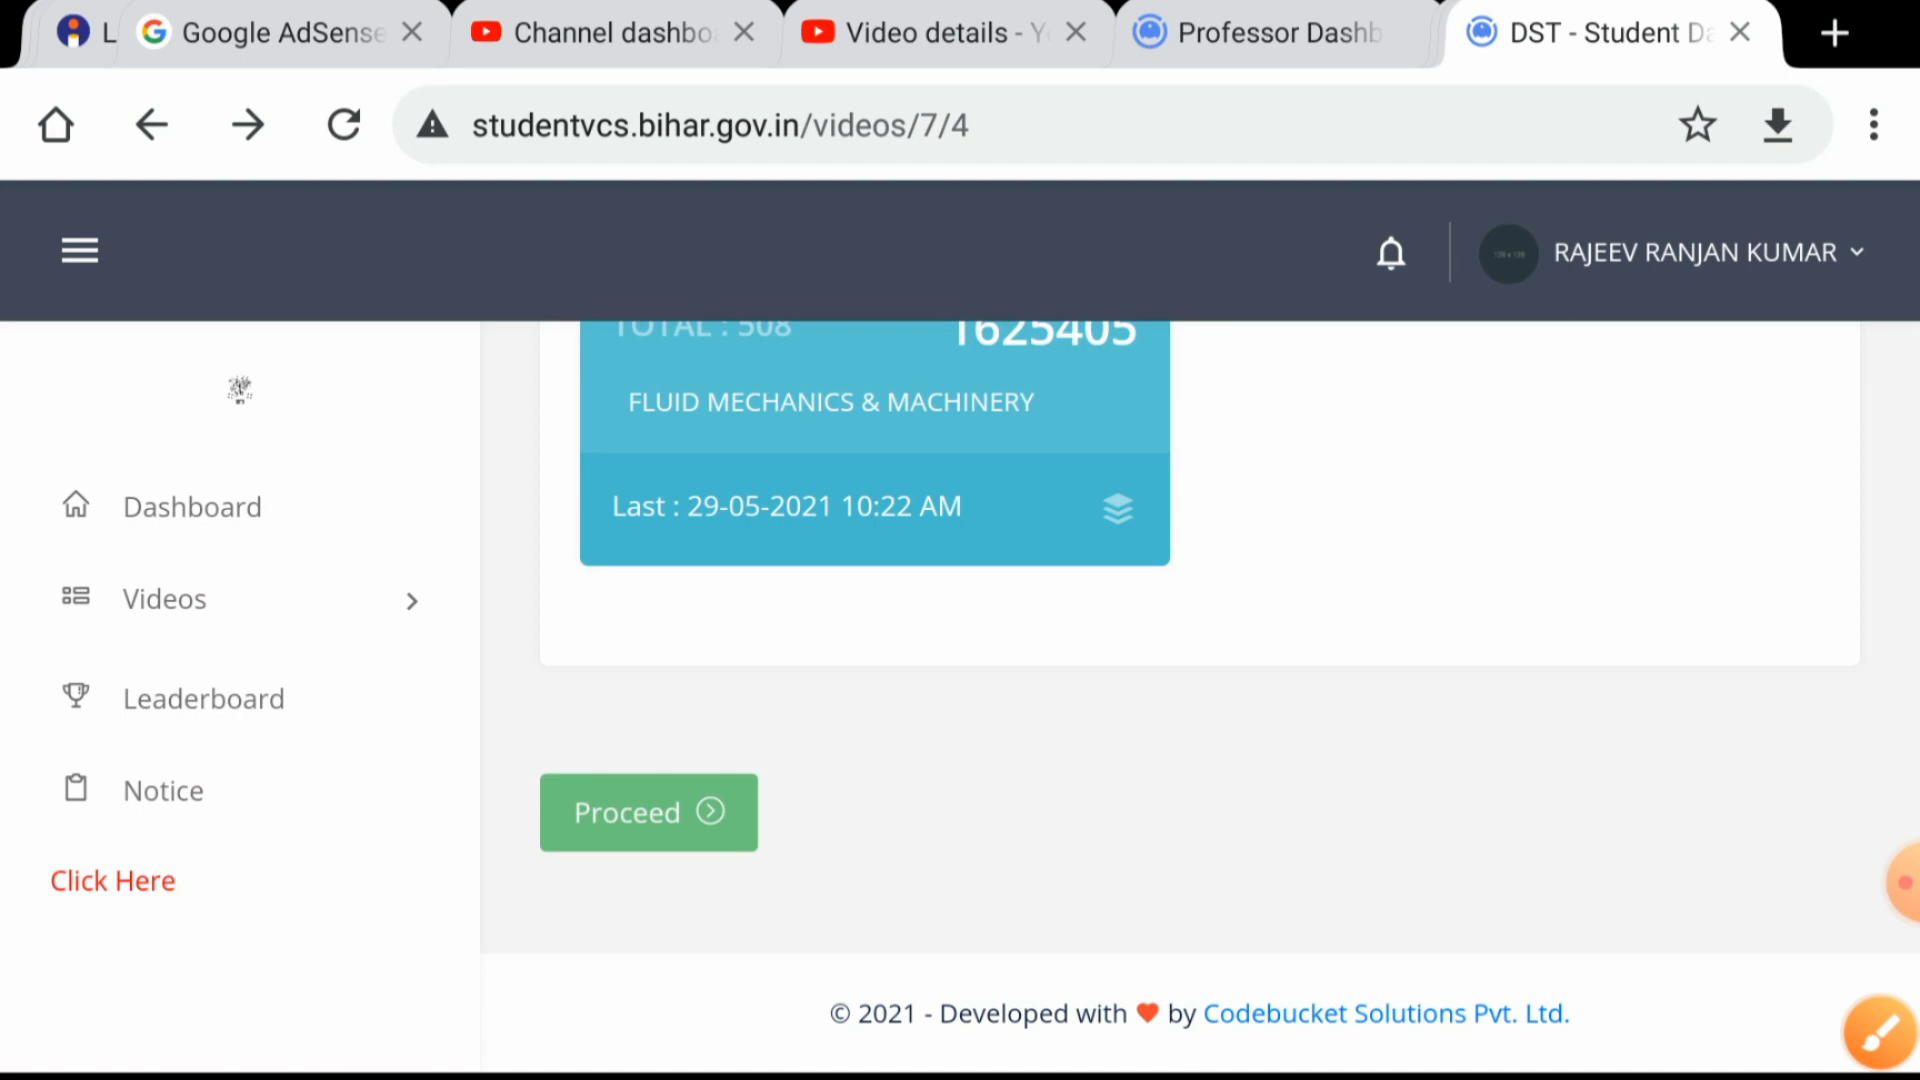 L
Google AdSense
Channel dashbo
Video details - Y
Professor Dashb
DST - Student Da
studentvcs.bihar.gov.in/videos/7/4
RAJEEV RANJAN KUMAR
TOTAL : 508
1625405
FLUID MECHANICS & MACHINERY
Last : 29-05-2021 10:22 AM
Dashboard
Videos
Leaderboard
Notice
Click Here
Proceed
© 2021 - Developed with ❤ by Codebucket Solutions Pvt. Ltd.